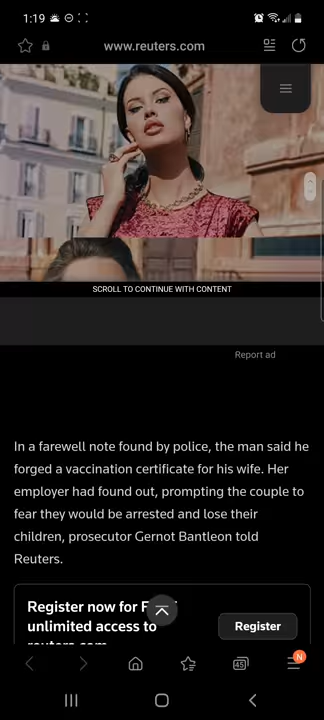 1:19
www.reuters.com
SCROLL TO CONTINUE WITH CONTENT
Report ad
In a farewell note found by police, the man said he
forged a vaccination certificate for his wife. Her
employer had found out, prompting the couple to
fear they would be arrested and lose their
children, prosecutor Gernot Bantleon told
Reuters.
Register now for F
unlimited access to
Register
reuters.com
45
N